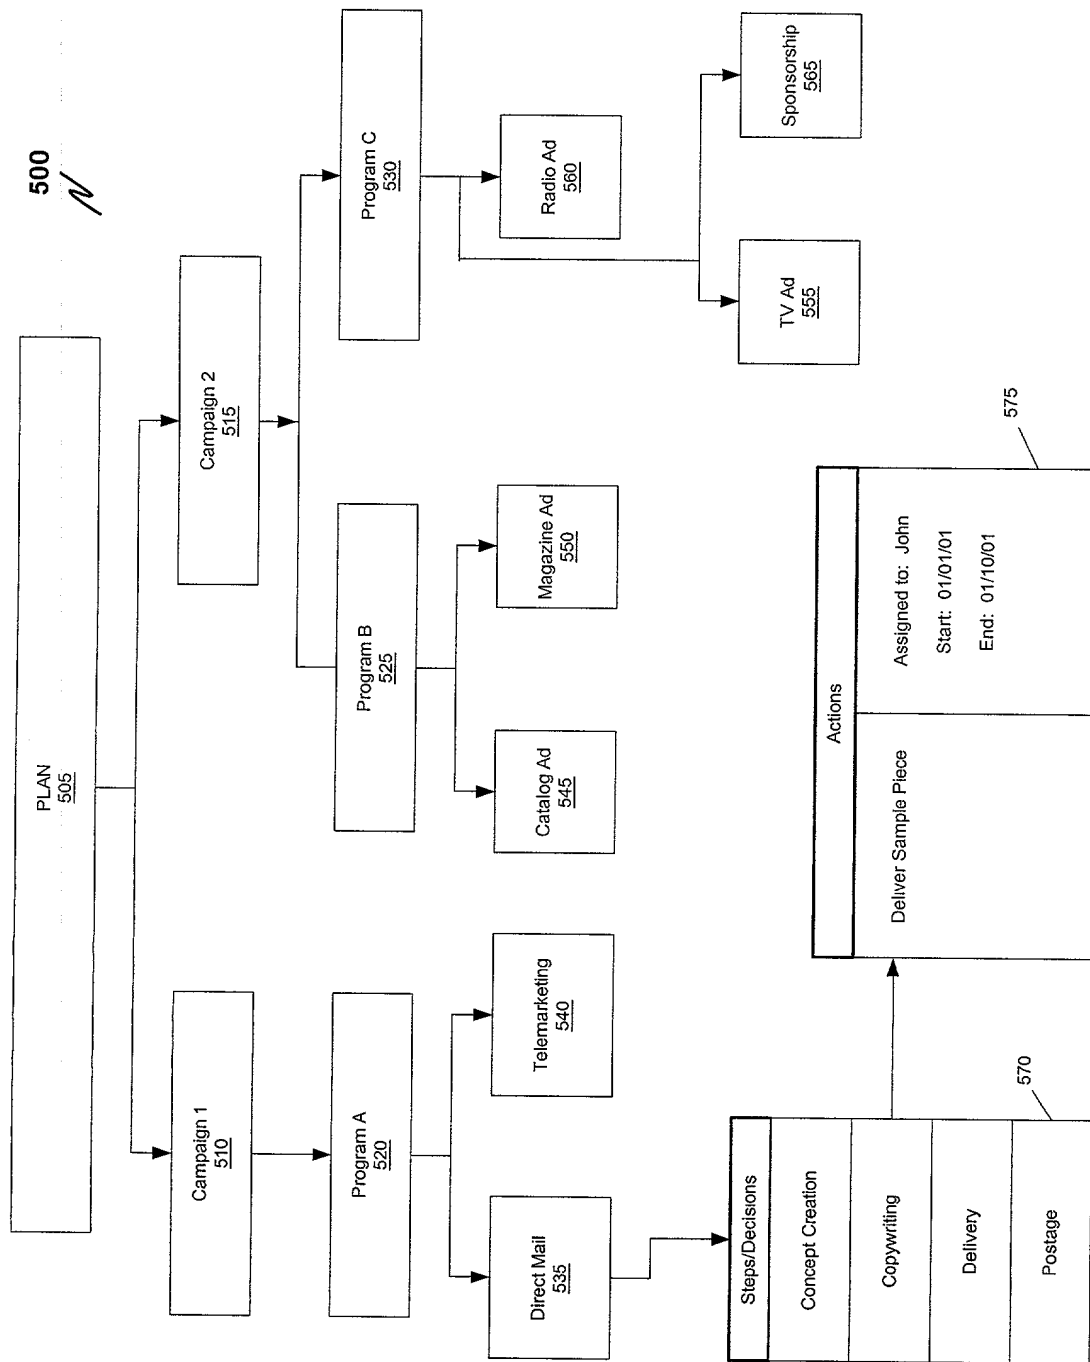 500
PLAN
505
Campaign 1
510
Campaign 2
515
Program A
520
Program B
525
Program C
530
Direct Mail
535
Telemarketing
540
Catalog Ad
545
Magazine Ad
550
Radio Ad
560
TV Ad
555
Sponsorship
565
Steps/Decisions
Concept Creation
Copywriting
Delivery
Postage
570
Actions
Deliver Sample Piece
Assigned to: John
Start: 01/01/01
End: 01/10/01
575